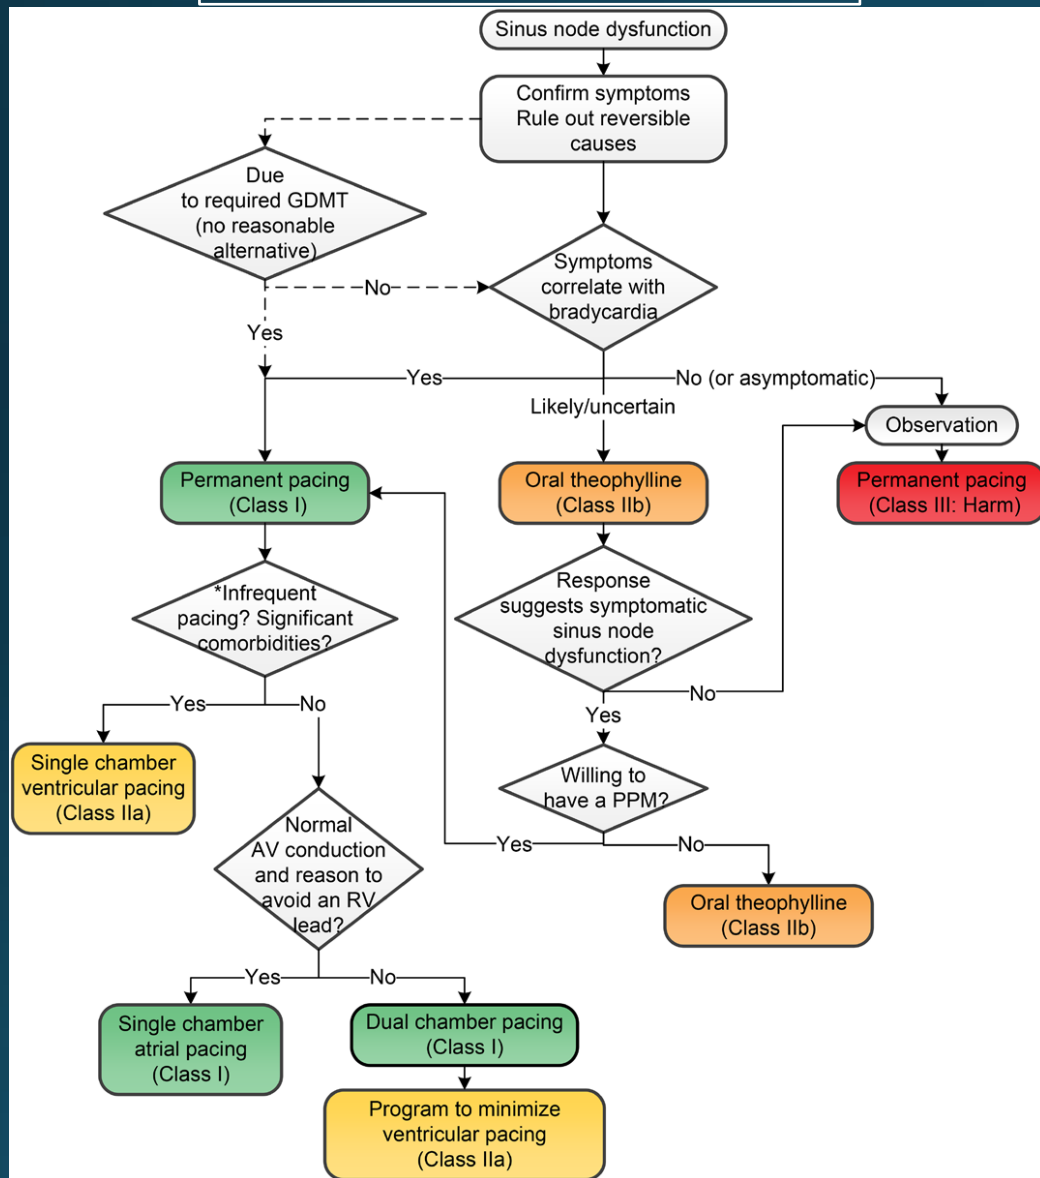 Sinus node dysfunction
Confirm symptoms
Rule out reversible
causes
Due
to required GDMT
(no reasonable
alternative)
Symptoms
correlate with
bradycardia
No
Yes
Yes
No (or asymptomatic)
Likely/uncertain
Observation
Permanent pacing
(Class I)
Oral theophylline
(Class IIb)
Permanent pacing
(Class III: Harm)
*Infrequent
pacing? Significant
comorbidities?
Response
suggests symptomatic
sinus node
dysfunction?
Yes
No
No
Yes
Single chamber
ventricular pacing
(Class IIa)
Willing to
have a PPM?
Normal
AV conduction
and reason to
avoid an RV
lead?
Yes
No
Oral theophylline
(Class IIb)
Yes
No
Single chamber
atrial pacing
(Class I)
Dual chamber pacing
(Class I)
Program to minimize
ventricular pacing
(Class IIa)